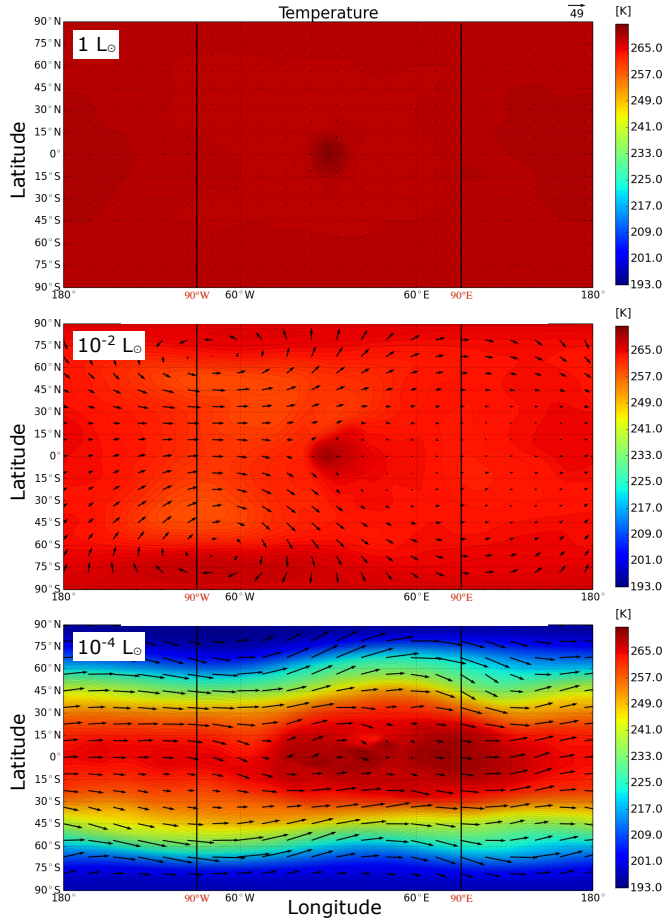 Temperature
49
[K]
1 L⊙
90°N
75°N
60°N
45°N
30°N
15°N
0°
15°S
30°S
45°S
60°S
75°S
90°S
Latitude
180°
90°W
60°W
60°E
90°E
180°
265.0
257.0
249.0
241.0
233.0
225.0
217.0
209.0
201.0
193.0
[K]
10⁻² L⊙
90°N
75°N
60°N
45°N
30°N
15°N
0°
15°S
30°S
45°S
60°S
75°S
90°S
Latitude
180°
90°W
60°W
60°E
90°E
180°
265.0
257.0
249.0
241.0
233.0
225.0
217.0
209.0
201.0
193.0
[K]
10⁻⁴ L⊙
90°N
75°N
60°N
45°N
30°N
15°N
0°
15°S
30°S
45°S
60°S
75°S
90°S
Latitude
180°
90°W
60°W
60°E
90°E
180°
Longitude
265.0
257.0
249.0
241.0
233.0
225.0
217.0
209.0
201.0
193.0